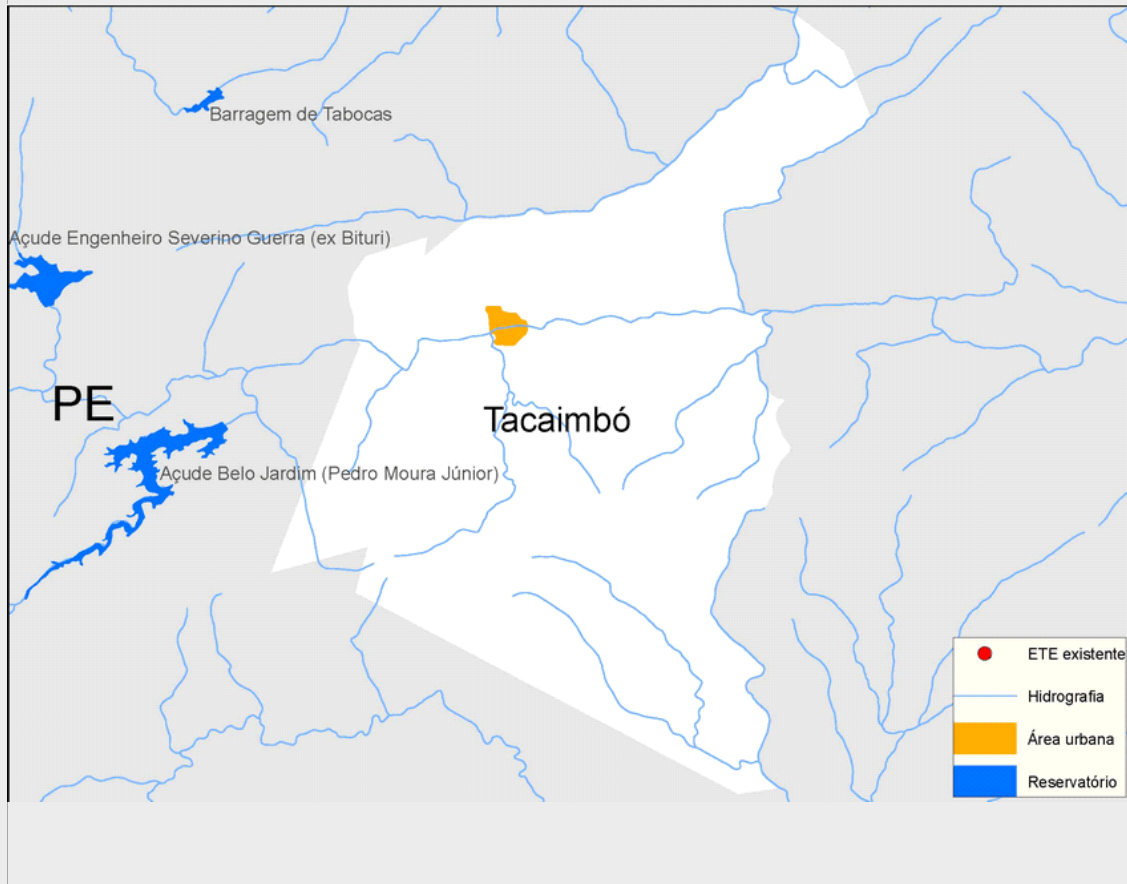 Barragem de Tabocas
Açude Engenheiro Severino Guerra (ex Bituri)
PE
Tacaimbó
Açude Belo Jardim (Pedro Moura Júnior)
ETE existente
Hidrografia
Área urbana
Reservatório